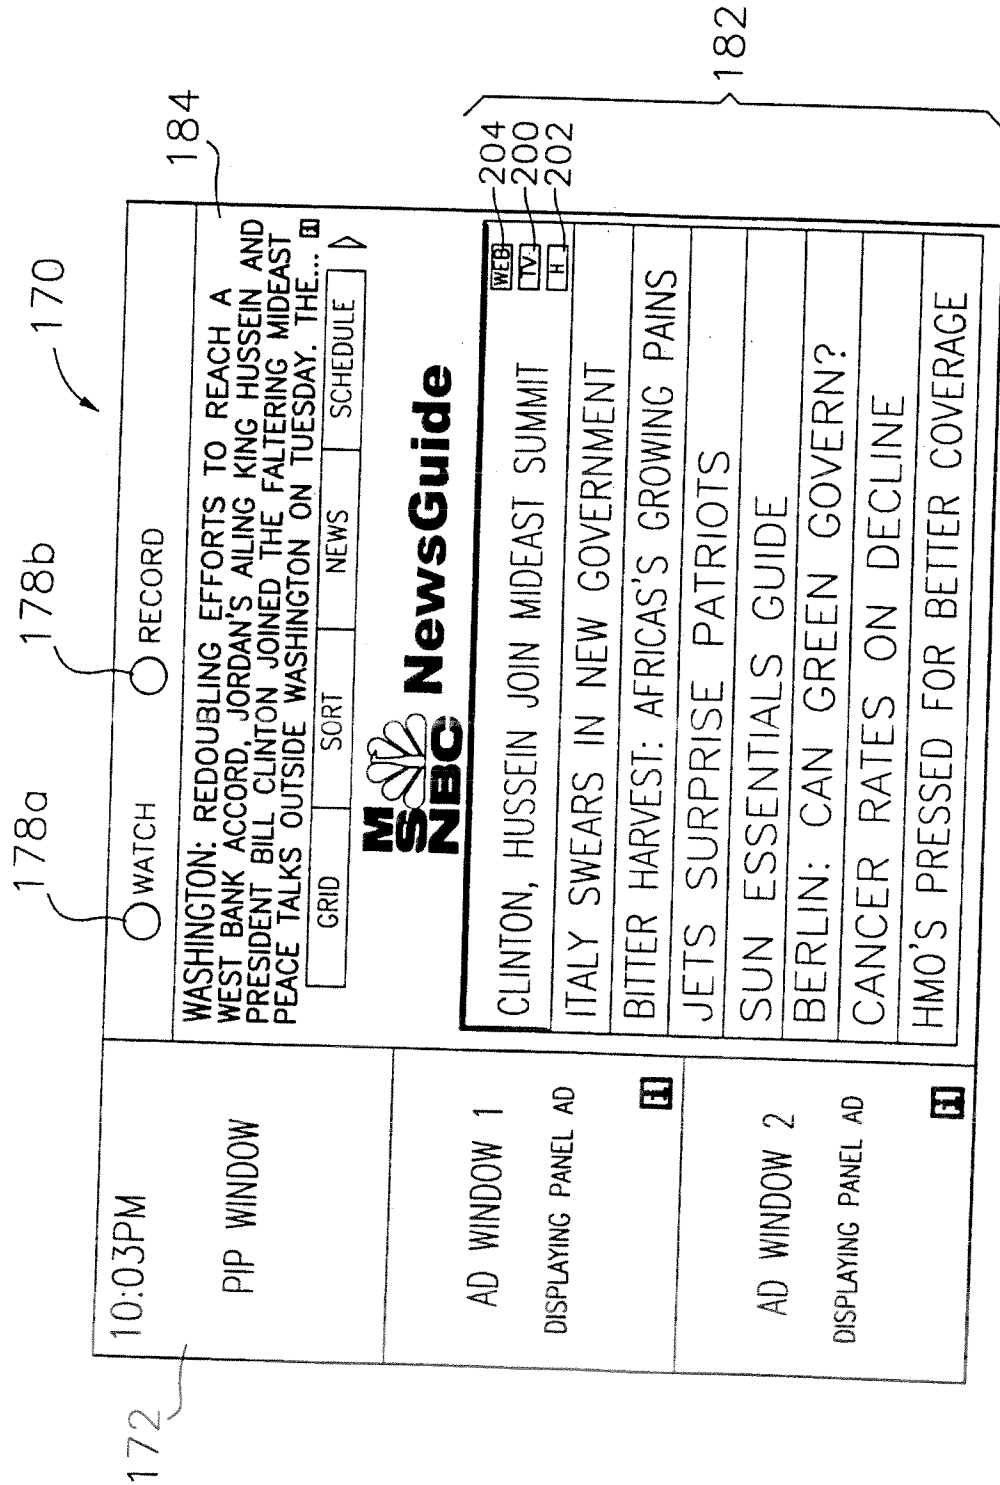 170
172
178a
178b
184
10:03PM
PIP WINDOW
AD WINDOW 1
DISPLAYING PANEL AD
i
AD WINDOW 2
DISPLAYING PANEL AD
i
WATCH
RECORD
WASHINGTON: REDOUBLING EFFORTS TO REACH A
WEST BANK ACCORD, JORDAN'S AILING KING HUSSEIN AND
PRESIDENT BILL CLINTON JOINED THE FALTERING MIDEAST
PEACE TALKS OUTSIDE WASHINGTON ON TUESDAY. THE... i
GRID SORT NEWS SCHEDULE
M
S
NBC NewsGuide
CLINTON, HUSSEIN JOIN MIDEAST SUMMIT
WEB
TV
H
204
200
202
ITALY SWEARS IN NEW GOVERNMENT
BITTER HARVEST: AFRICAS'S GROWING PAINS
JETS SURPRISE PATRIOTS
SUN ESSENTIALS GUIDE
BERLIN: CAN GREEN GOVERN?
CANCER RATES ON DECLINE
HMO'S PRESSED FOR BETTER COVERAGE
182